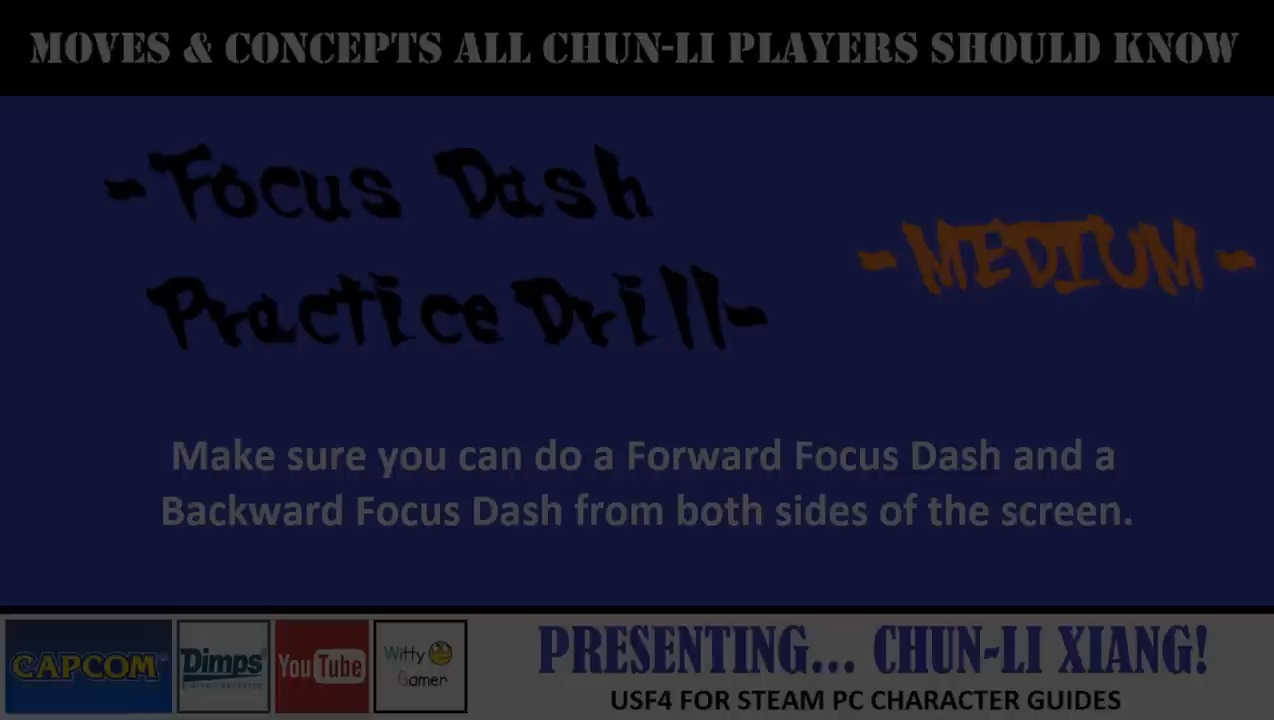 MOVES & CONCEPTS ALL CHUN-LI PLAYERS SHOULD KNOW
-Focus Dash
Practice Drill-
-MEDIUM-
Make sure you can do a Forward Focus Dash and a
Backward Focus Dash from both sides of the screen.
CAPCOM
Dimps
YouTube
Witty
Gamer
PRESENTING... CHUN-LI XIANG!
USF4 FOR STEAM PC CHARACTER GUIDES